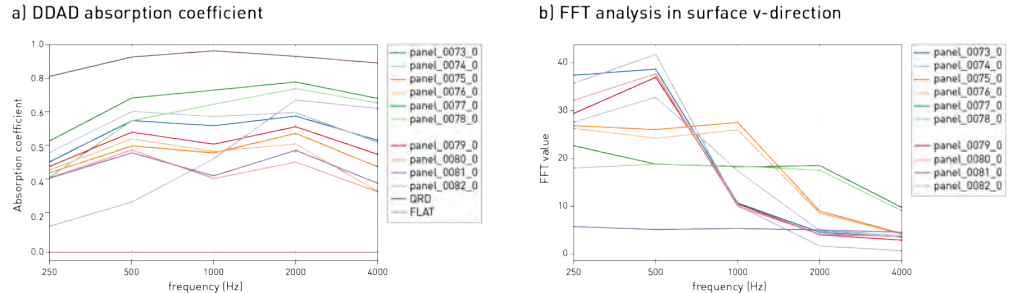 a) DDAD absorption coefficient
b) FFT analysis in surface v-direction
Absorption coefficient
1.0
0.8
0.6
0.5
0.4
0.2
0.0
250
500
1000
2000
4000
frequency (Hz)
panel_0073_0
panel_0074_0
panel_0075_0
panel_0076_0
panel_0077_0
panel_0078_0
panel_0079_0
panel_0080_0
panel_0081_0
panel_0082_0
QRD
FLAT
FFT value
40
30
20
10
0
250
500
1000
2000
4000
frequency (Hz)
panel_0073_0
panel_0074_0
panel_0075_0
panel_0076_0
panel_0077_0
panel_0078_0
panel_0079_0
panel_0080_0
panel_0081_0
panel_0082_0